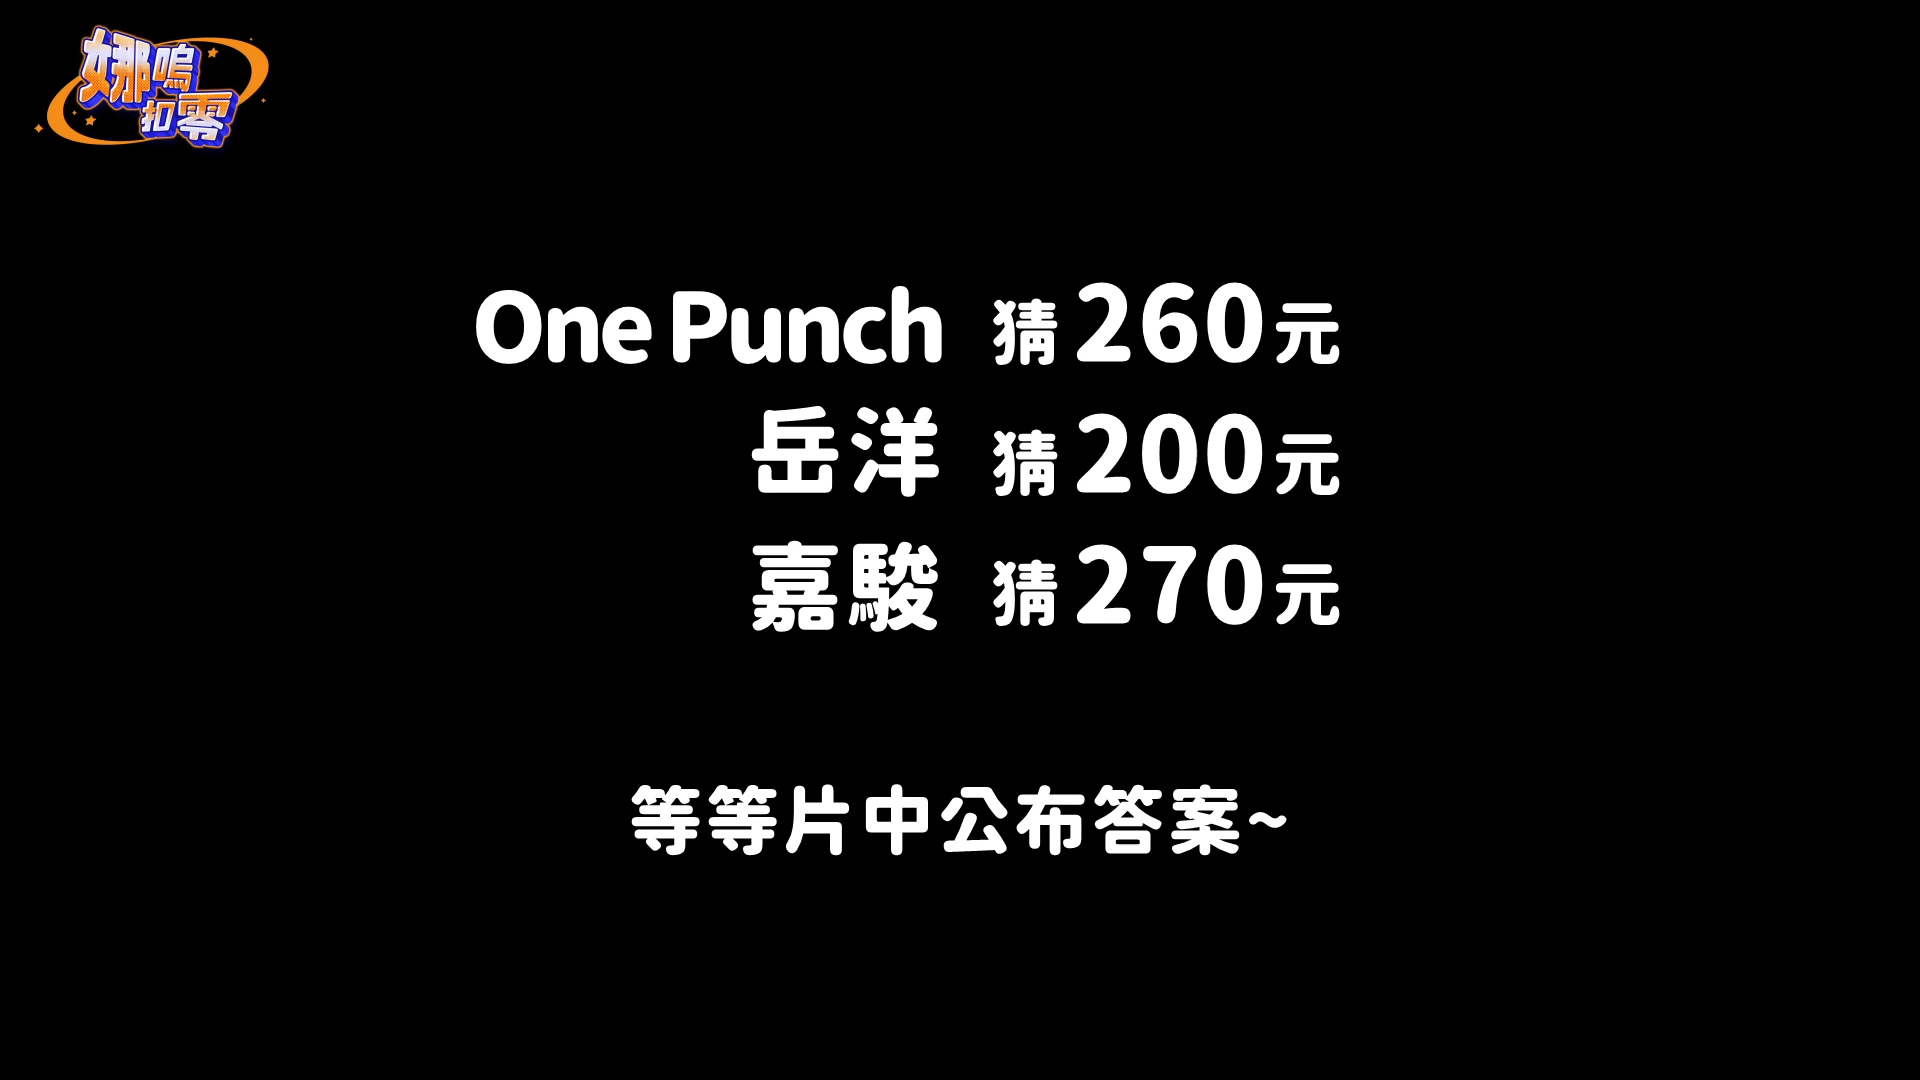 娜嗚
扣零
One Punch 猜 260元
岳洋 猜 200元
嘉駿 猜 270元
等等片中公布答案~